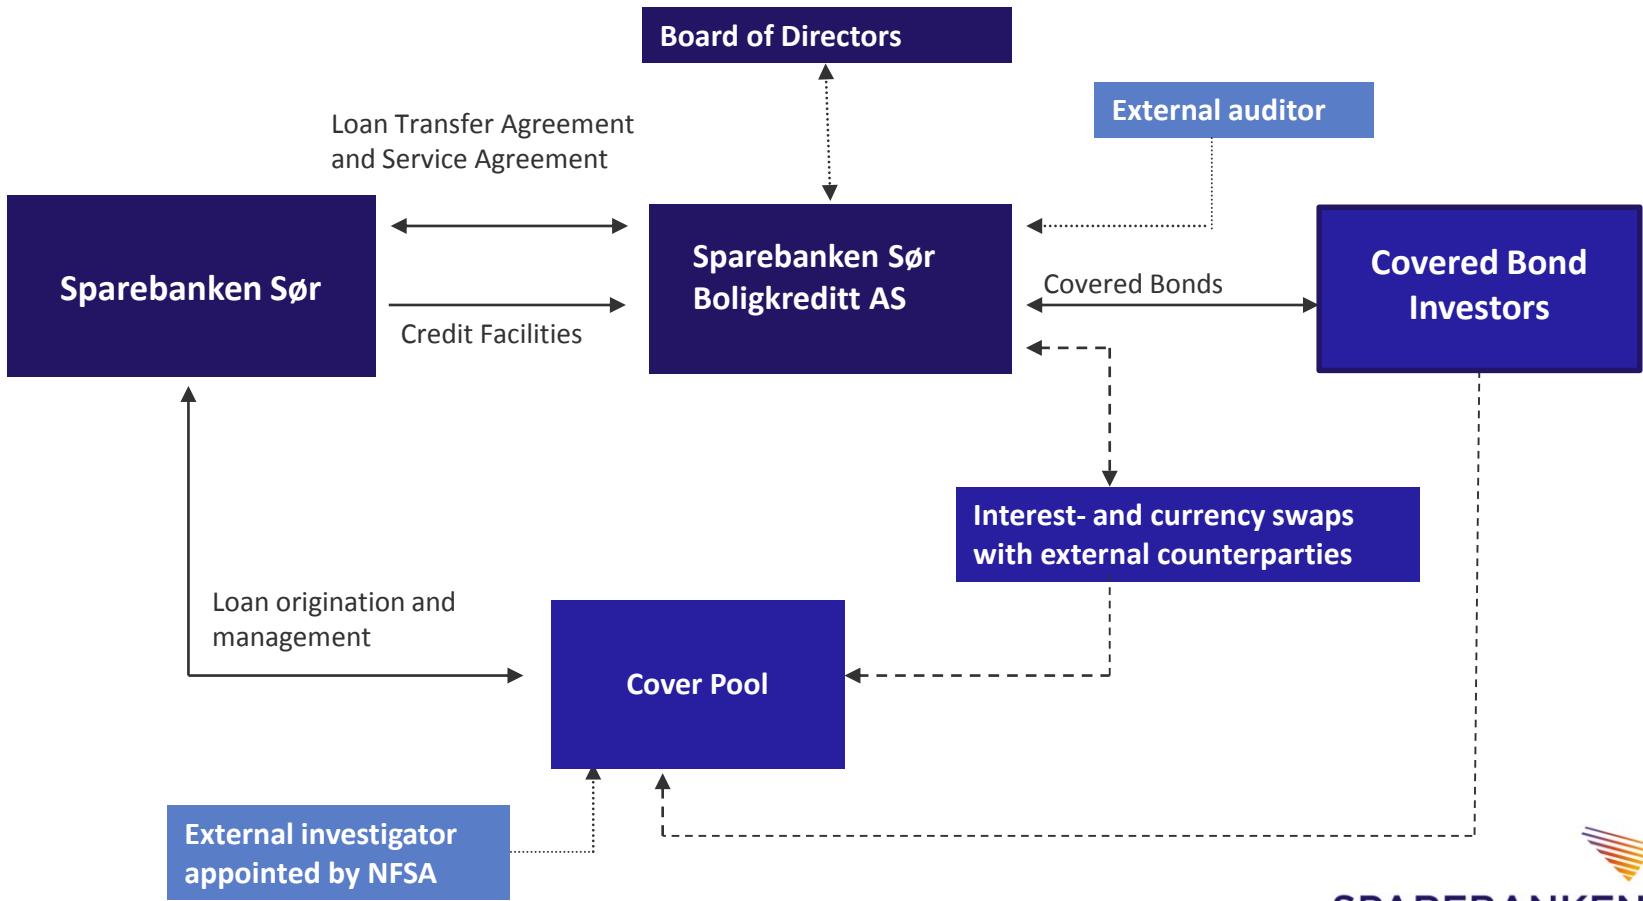 Board of Directors
External auditor
Loan Transfer Agreement
and Service Agreement
Sparebanken Sør
Sparebanken Sør
Boligkreditt AS
Covered Bond
Investors
Covered Bonds
Credit Facilities
Interest- and currency swaps
with external counterparties
Loan origination and
management
Cover Pool
External investigator
appointed by NFSA
SPAREBANKEN